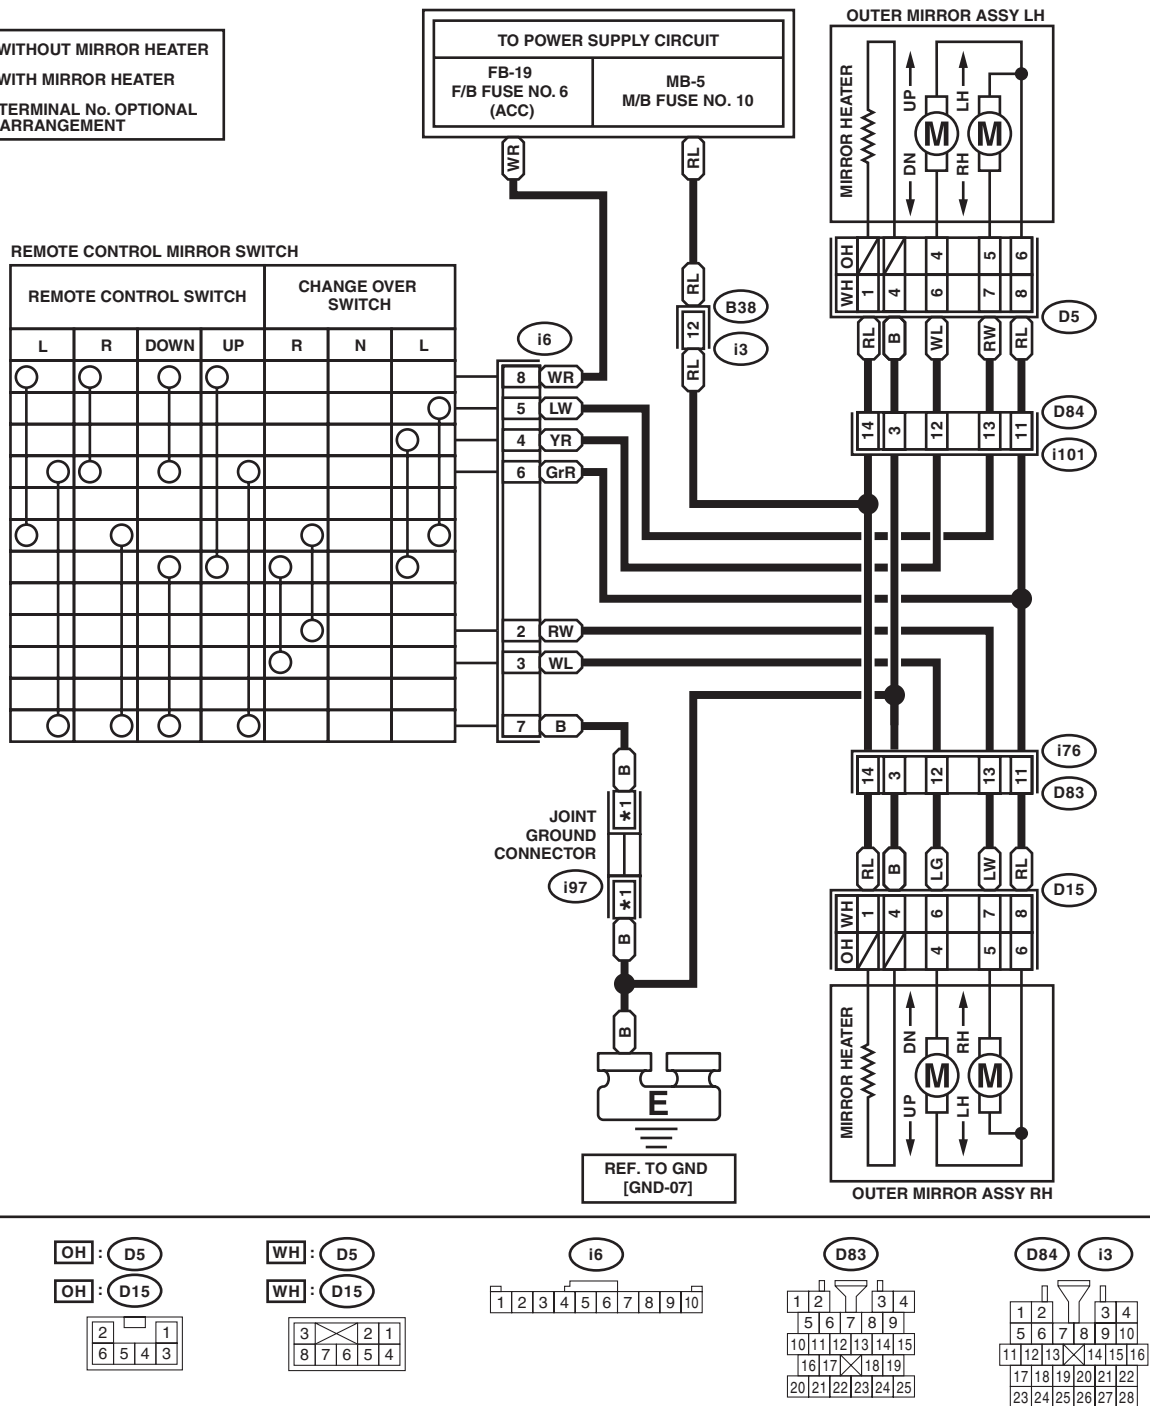 WITHOUT MIRROR HEATER
WITH MIRROR HEATER
TERMINAL No. OPTIONAL
ARRANGEMENT
TO POWER SUPPLY CIRCUIT
FB-19
F/B FUSE NO. 6
(ACC)
MB-5
M/B FUSE NO. 10
WR
RL
OUTER MIRROR ASSY LH
MIRROR HEATER
UP
DN
LH
RH
M
M
OH 4 5 6
WH 1 4 6 7 8
D5
RL B WL RW RL
RL
12
RL
B38
i3
14 3 12 13 11
D84
i101
REMOTE CONTROL MIRROR SWITCH
REMOTE CONTROL SWITCH
CHANGE OVER
SWITCH
L R DOWN UP R N L
i6
8 WR
5 LW
4 YR
6 GrR
2 RW
3 WL
7 B
B
*1
JOINT
GROUND
CONNECTOR
i97
*1
B
B
E
REF. TO GND
[GND-07]
i76
14 3 12 13 11
D83
RL B LG LW RL
D15
WH 1 4 6 7 8
OH 4 5 6
MIRROR HEATER
DN
UP
RH
LH
M
M
OUTER MIRROR ASSY RH
OH : D5
OH : D15
2 1
6 5 4 3
WH : D5
WH : D15
3 2 1
8 7 6 5 4
i6
1 2 3 4 5 6 7 8 9 10
D83
1 2 3 4
5 6 7 8 9
10 11 12 13 14 15
16 17 18 19
20 21 22 23 24 25
D84 i3
1 2 3 4
5 6 7 8 9 10
11 12 13 14 15 16
17 18 19 20 21 22
23 24 25 26 27 28